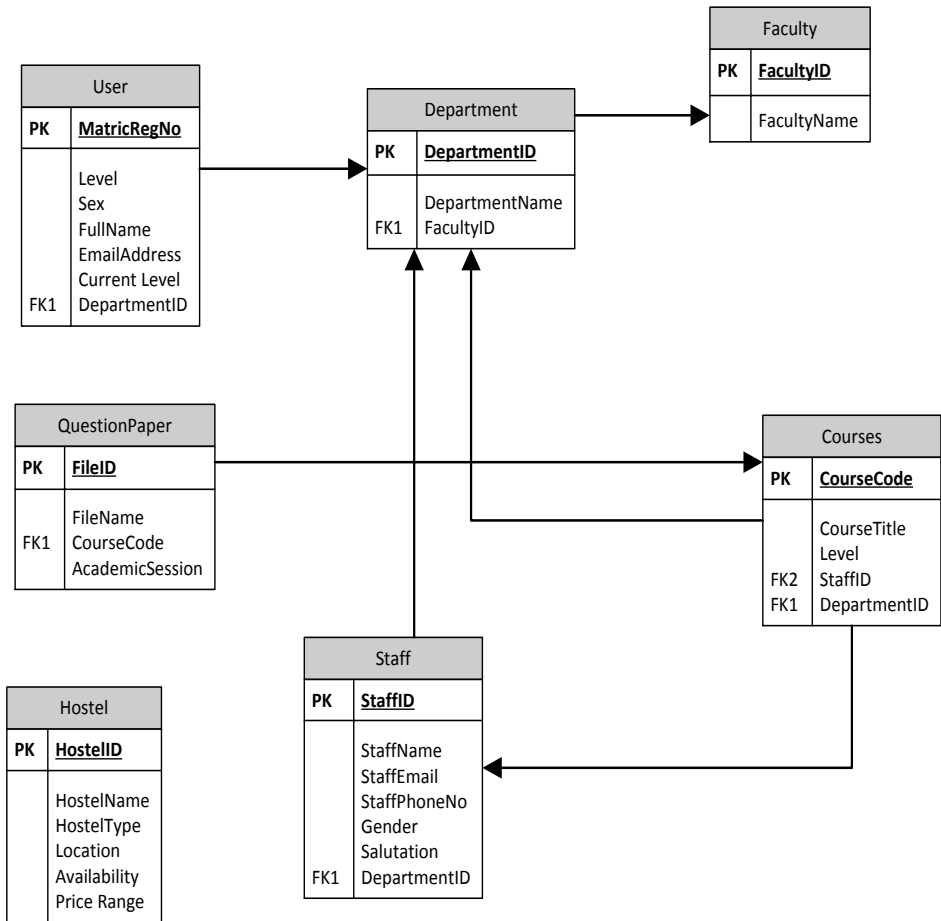 Faculty
PK FacultyID
FacultyName
User
PK MatricRegNo
Level
Sex
FullName
EmailAddress
Current Level
FK1 DepartmentID
Department
PK DepartmentID
DepartmentName
FK1 FacultyID
QuestionPaper
PK FileID
FileName
FK1 CourseCode
AcademicSession
Courses
PK CourseCode
CourseTitle
Level
FK2 StaffID
FK1 DepartmentID
Staff
PK StaffID
StaffName
StaffEmail
StaffPhoneNo
Gender
Salutation
FK1 DepartmentID
Hostel
PK HostelID
HostelName
HostelType
Location
Availability
Price Range